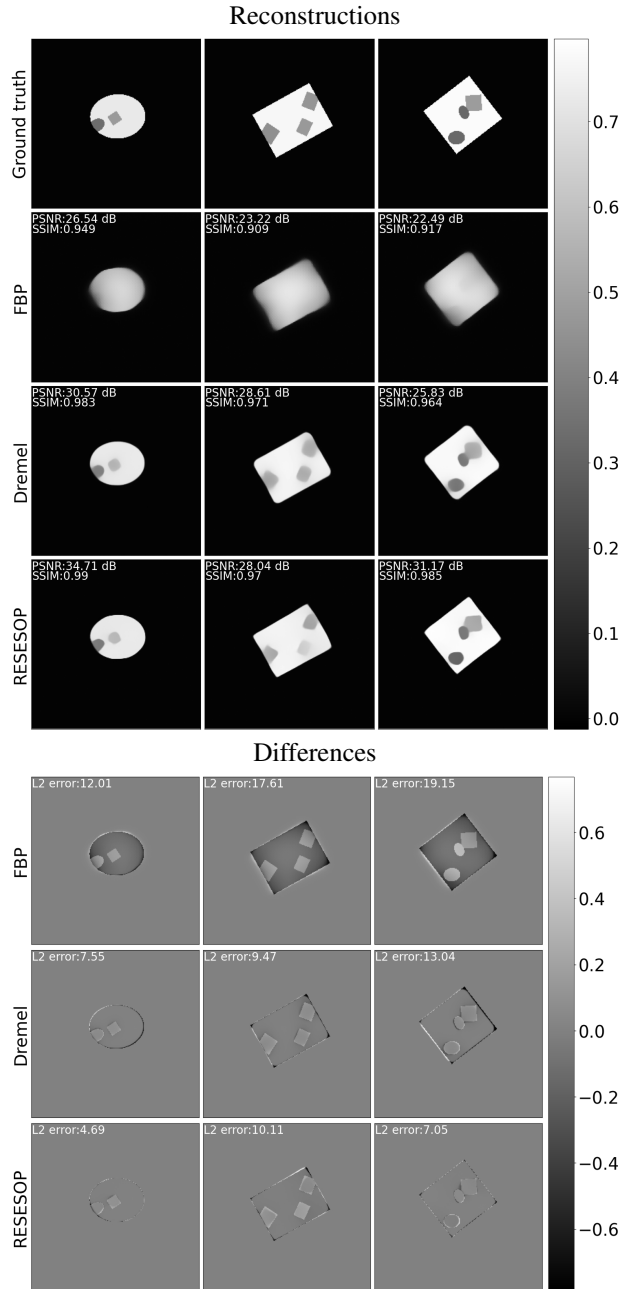 Reconstructions
Ground truth
FBP
PSNR:26.54 dB
SSIM:0.949
PSNR:23.22 dB
SSIM:0.909
PSNR:22.49 dB
SSIM:0.917
Dremel
PSNR:30.57 dB
SSIM:0.983
PSNR:28.61 dB
SSIM:0.971
PSNR:25.83 dB
SSIM:0.964
RESESOP
PSNR:34.71 dB
SSIM:0.99
PSNR:28.04 dB
SSIM:0.97
PSNR:31.17 dB
SSIM:0.985
0.7
0.6
0.5
0.4
0.3
0.2
0.1
0.0
Differences
FBP
L2 error:12.01
L2 error:17.61
L2 error:19.15
Dremel
L2 error:7.55
L2 error:9.47
L2 error:13.04
RESESOP
L2 error:4.69
L2 error:10.11
L2 error:7.05
0.6
0.4
0.2
0.0
−0.2
−0.4
−0.6